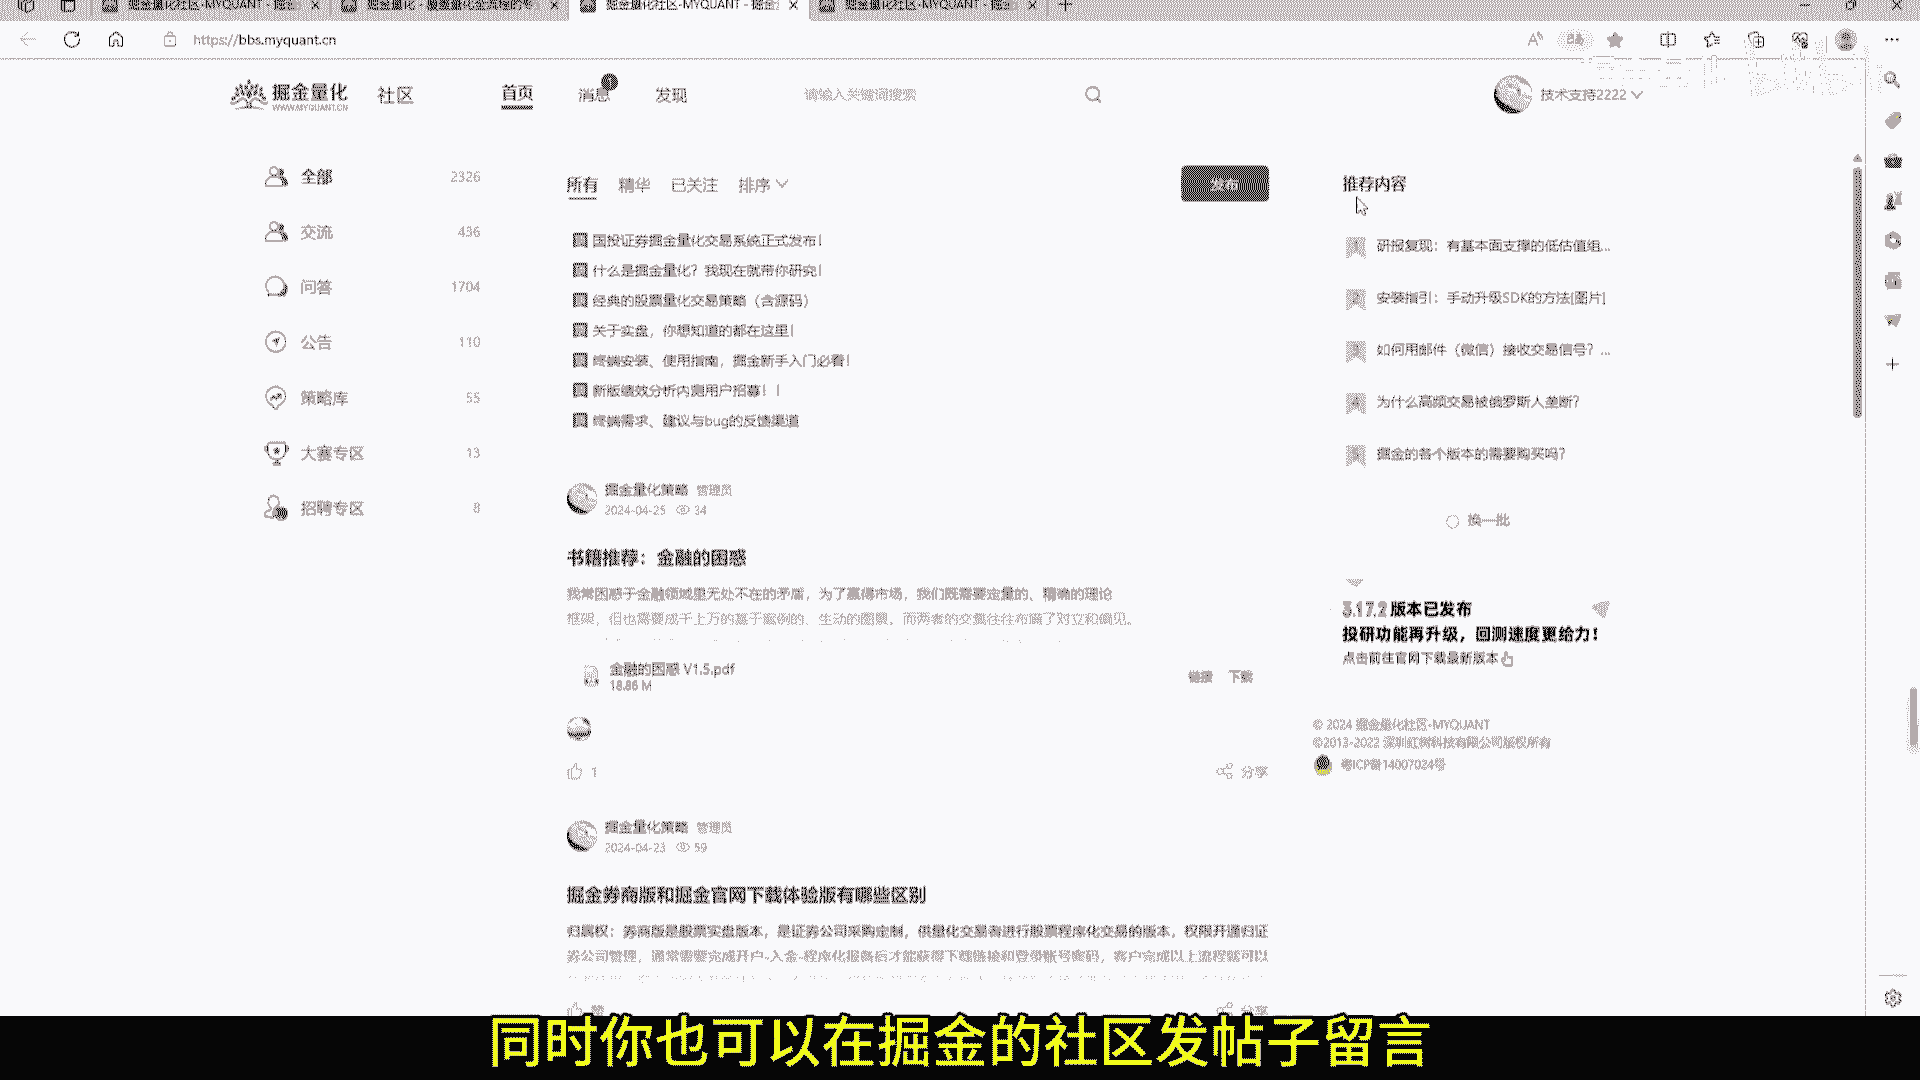 掘金量化社区-MYQUANT - 掘金
掘金量化社区-MYQUANT - 掘金
掘金量化社区-MYQUANT - 掘金
https://bbs.myquant.cn
掘金量化
WWW.MYQUANT.CN
社区
首页
消息
发现
请输入关键词搜索
技术支持2222
全部 2326
交流 436
问答 1704
公告 110
策略库 55
大赛专区 13
招聘专区 8
所有 精华 已关注 排序
发布
国投证券掘金量化交易系统正式发布！
什么是掘金量化？我现在就带你研究！
经典的股票量化交易策略（含源码）
关于实盘，你想知道的都在这里！
终端安装、使用指南，掘金新手入门必看！
新版绩效分析内测用户招募！！
终端需求、建议与bug的反馈渠道
掘金量化策略 管理员
2024-04-25 34
书籍推荐：金融的困惑
我常困惑于金融领域里无处不在的矛盾，为了赢得市场，我们既需要定量的、精确的理论
框架，但也需要成千上万的基于案例的、生动的图景。而两者的交集往往布满了对立和偏见。
金融的困惑 V1.5.pdf
18.86 M
链接 下载
1
分享
掘金量化策略 管理员
2024-04-23 59
掘金券商版和掘金官网下载体验版有哪些区别
归属权：券商版是股票实盘版本，是证券公司采购定制，供量化交易者进行股票程序化交易的版本，权限开通归证
券公司管理，通常需要完成开户-入金-程序化报备后才能获得下载链接和登录账号密码，客户完成以上流程就可以
赞
分享
推荐内容
1 研报复现：有基本面支撑的低估值组...
2 安装指引：手动升级SDK的方法[图片]
3 如何用邮件（微信）接收交易信号？...
4 为什么高频交易被俄罗斯人垄断？
5 掘金的各个版本的需要购买吗？
换一批
3.17.2 版本已发布
投研功能再升级，回测速度更给力！
点击前往官网下载最新版本
© 2024 掘金量化社区-MYQUANT
©2013-2022 深圳红树科技有限公司版权所有
粤ICP备14007024号
同时你也可以在掘金的社区发帖子留言